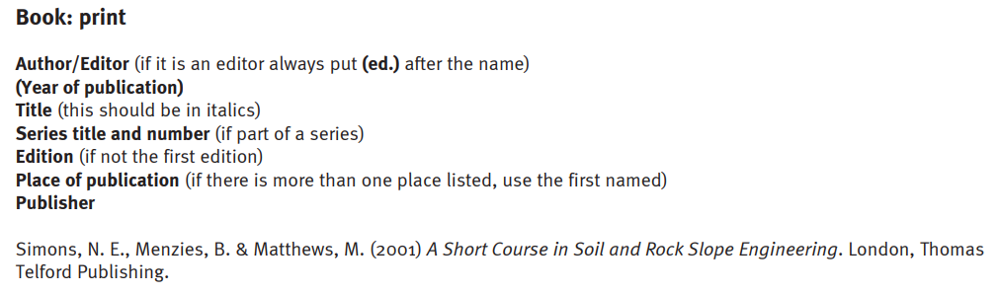 Book: print
Author/Editor (if it is an editor always put (ed.) after the name)
(Year of publication)
Title (this should be in italics)
Series title and number (if part of a series)
Edition (if not the first edition)
Place of publication (if there is more than one place listed, use the first named)
Publisher
Simons, N. E., Menzies, B. & Matthews, M. (2001) A Short Course in Soil and Rock Slope Engineering. London, Thomas
Telford Publishing.